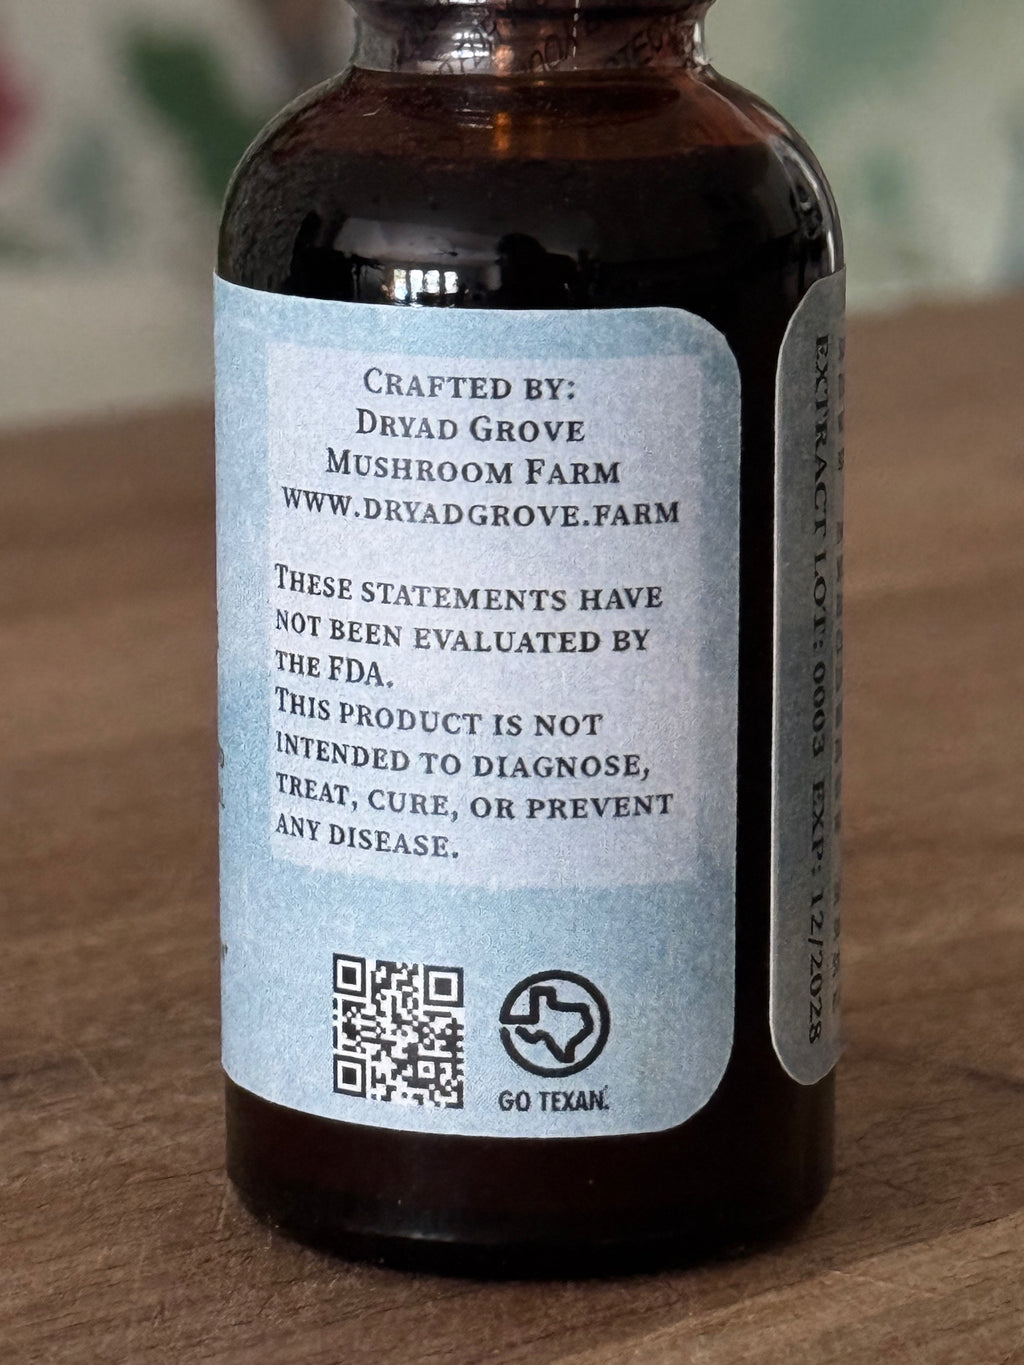 Crafted by:
Dryad Grove
Mushroom Farm
www.dryadgrove.farm
These statements have
not been evaluated by
the FDA.
This product is not
intended to diagnose,
treat, cure, or prevent
any disease.
GO TEXAN.
EXTRACT LOT: 0003 EXP: 12/2028